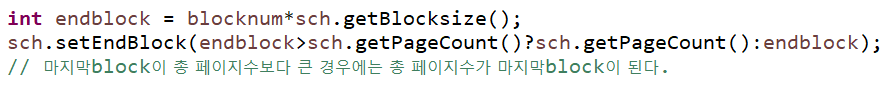 int endblock = blocknum*sch.getBlocksize();
sch.setEndBlock(endblock>sch.getPageCount()?sch.getPageCount():endblock);
// 마지막block이 총 페이지수보다 큰 경우에는 총 페이지수가 마지막block이 된다.